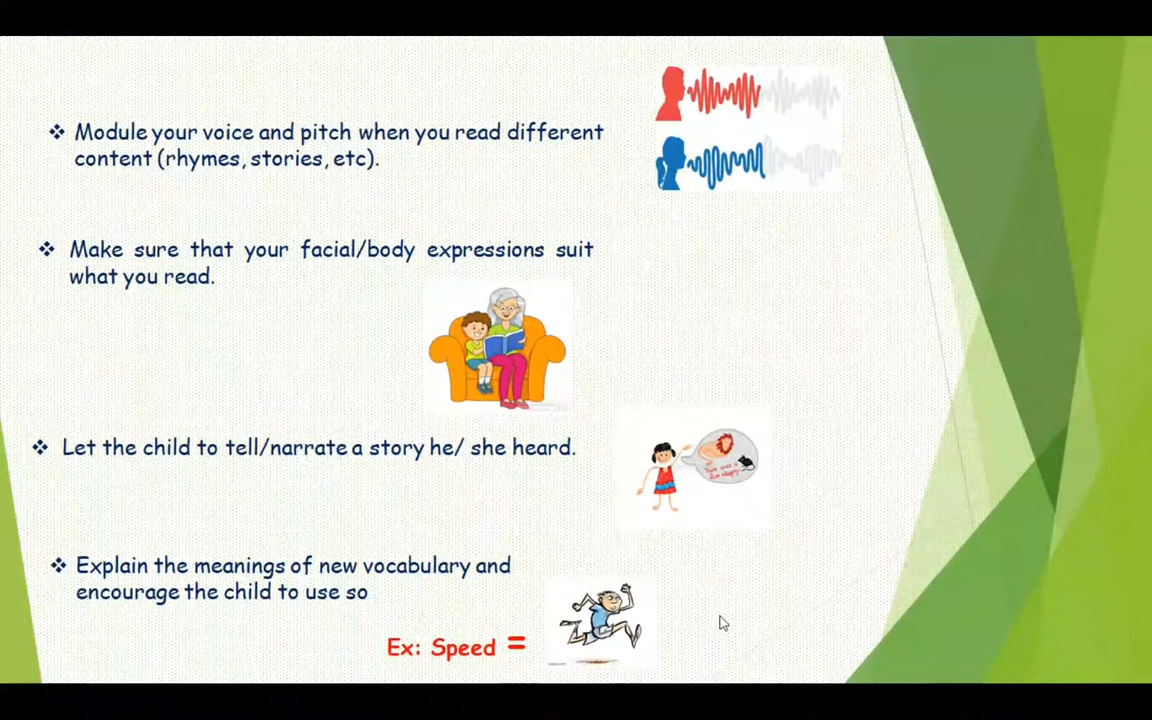 ❖ Module your voice and pitch when you read different
content (rhymes, stories, etc).
❖ Make sure that your facial/body expressions suit
what you read.
❖ Let the child to tell/narrate a story he/ she heard.
❖ Explain the meanings of new vocabulary and
encourage the child to use so
Ex: Speed =